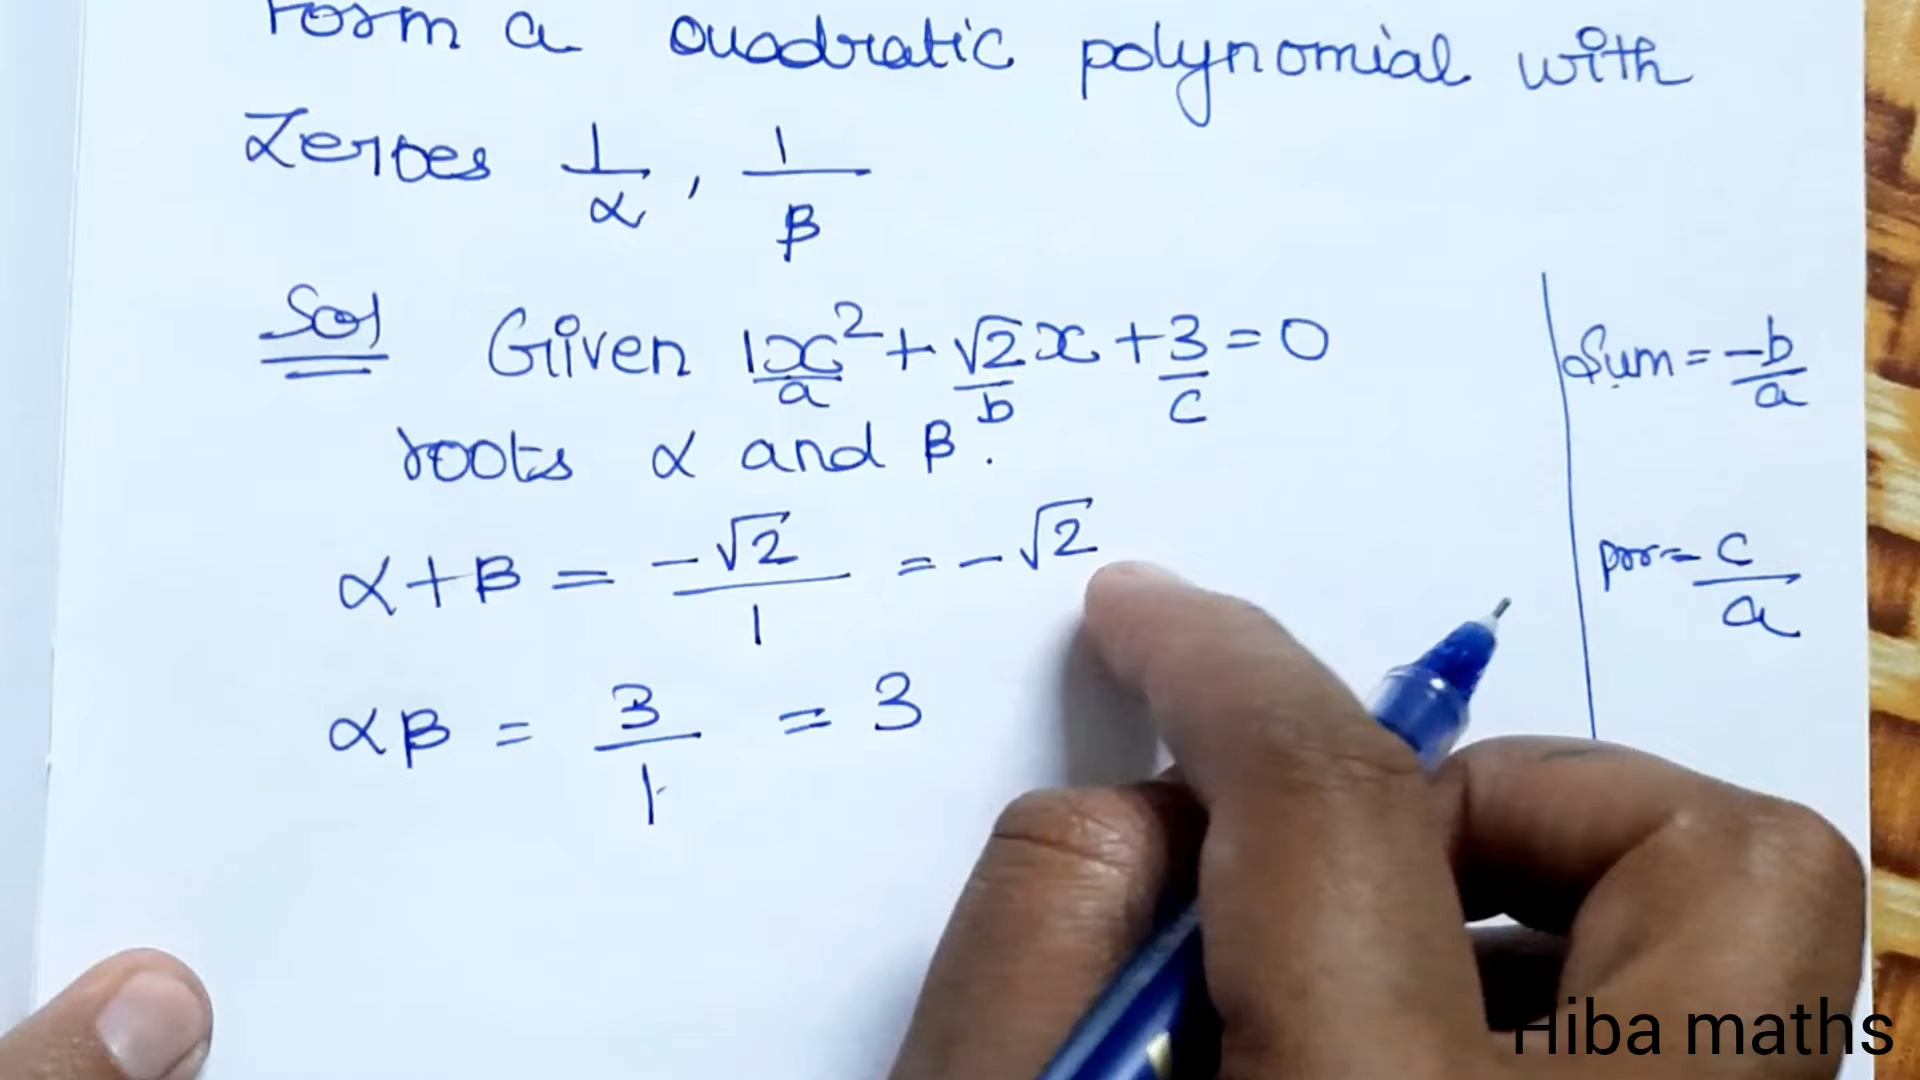 Form a quadratic polynomial with
Zeroes 1/α , 1/β
Sol Given 1x² + √2x + 3 = 0
a b c
roots α and β.
α + β = -√2/1 = -√2
αβ = 3/1 = 3
Sum = -b/a
pro = c/a
Hiba maths